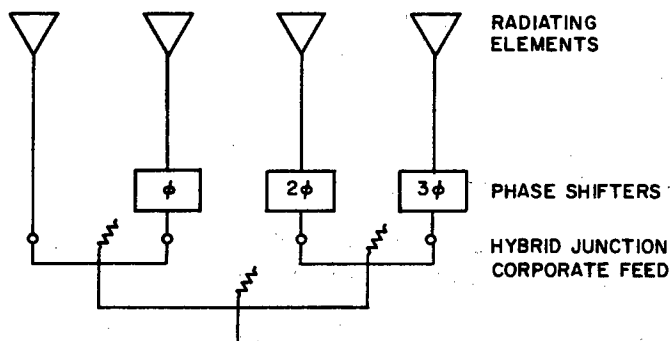 RADIATING
ELEMENTS
φ
2φ
3φ
PHASE SHIFTERS
HYBRID JUNCTION
CORPORATE FEED